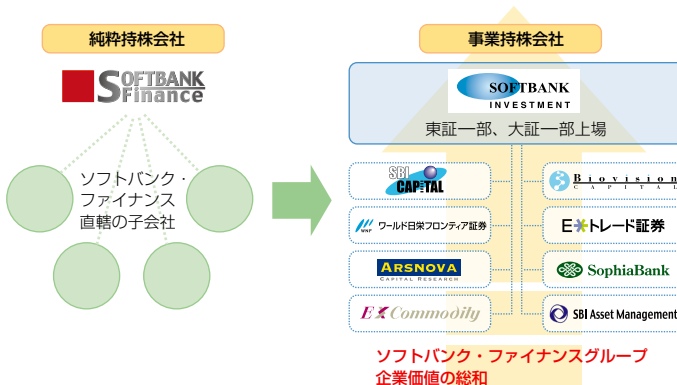 純粋持株会社
SOFTBANK
Finance
ソフトバンク・
ファイナンス
直轄の子会社
事業持株会社
SOFTBANK
INVESTMENT
東証一部、大証一部上場
SBI
CAPITAL
Biovision
CAPITAL
WNF ワールド日栄フロンティア証券
E*トレード証券
ARSNOVA
CAPITAL RESEARCH
SophiaBank
EXCommodity
SBI Asset Management
ソフトバンク・ファイナンスグループ
企業価値の総和